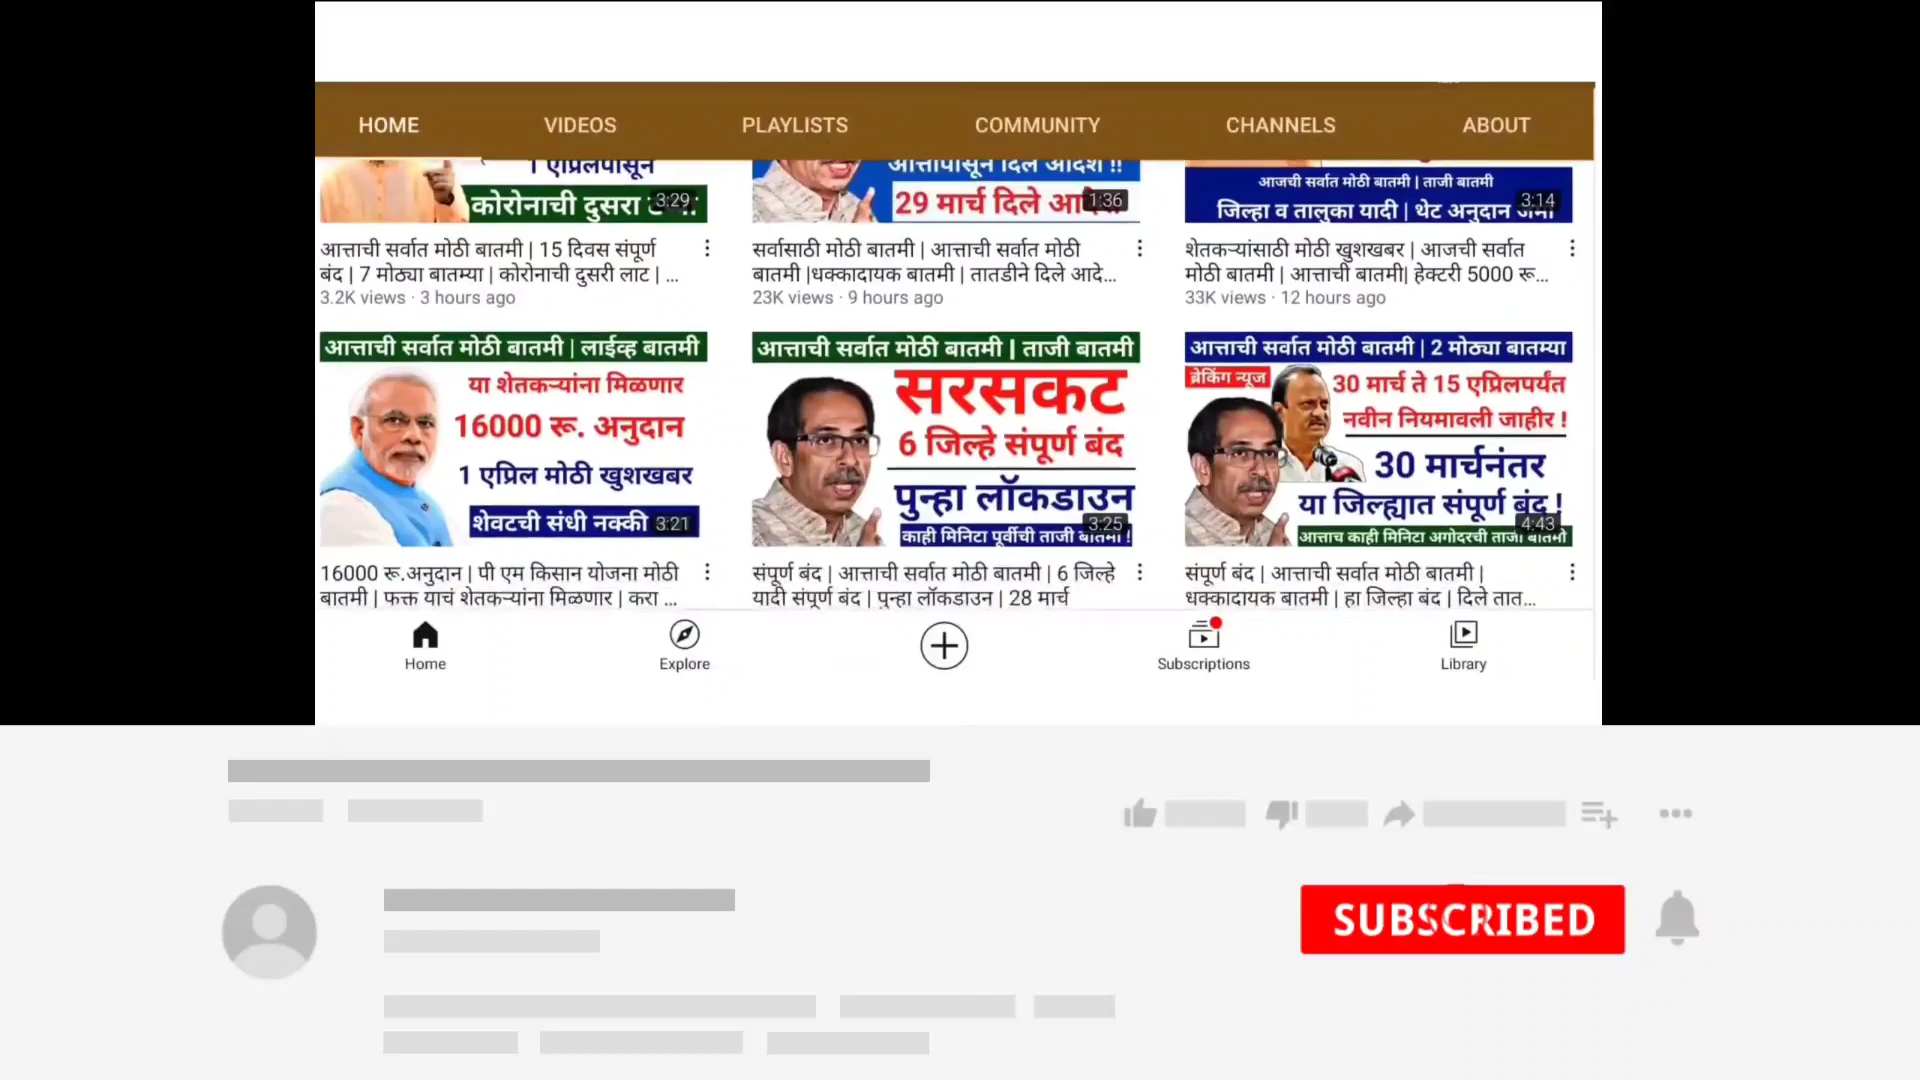 HOME VIDEOS PLAYLISTS COMMUNITY CHANNELS ABOUT
1 एप्रिलपासून
कोरोनाची दुसरा
3:29
आत्तापासून दिले आदेश !!
29 मार्च दिले
1:36
आजची सर्वात मोठी बातमी | ताजी बातमी
जिल्हा व तालुका यादी | थेट अनुदान जमा
3:14
आत्ताची सर्वात मोठी बातमी | 15 दिवस संपूर्ण
बंद | 7 मोठ्या बातम्या | कोरोनाची दुसरी लाट | ...
3.2K views · 3 hours ago
सर्वासाठी मोठी बातमी | आत्ताची सर्वात मोठी
बातमी |धक्कादायक बातमी | तातडीने दिले आदे...
23K views · 9 hours ago
शेतकऱ्यांसाठी मोठी खुशखबर | आजची सर्वात
मोठी बातमी | आत्ताची बातमी| हेक्टरी 5000 रू...
33K views · 12 hours ago
आत्ताची सर्वात मोठी बातमी | लाईव्ह बातमी
या शेतकऱ्यांना मिळणार
16000 रू. अनुदान
1 एप्रिल मोठी खुशखबर
शेवटची संधी नक्की
3:21
आत्ताची सर्वात मोठी बातमी | ताजी बातमी
सरसकट
6 जिल्हे संपूर्ण बंद
पुन्हा लॉकडाउन
काही मिनिटा पूर्वीची ताजी बातमी !
3:25
आत्ताची सर्वात मोठी बातमी | 2 मोठ्या बातम्या
ब्रेकिंग न्यूज
30 मार्च ते 15 एप्रिलपर्यंत
नवीन नियमावली जाहीर !
30 मार्चनंतर
या जिल्ह्यात संपूर्ण बंद !
आत्ताच काही मिनिटा अगोदरची ताजी बातमी
4:43
16000 रू.अनुदान | पी एम किसान योजना मोठी
बातमी | फक्त याचं शेतकऱ्यांना मिळणार | करा ...
संपूर्ण बंद | आत्ताची सर्वात मोठी बातमी | 6 जिल्हे
यादी संपूर्ण बंद | पुन्हा लॉकडाउन | 28 मार्च
संपूर्ण बंद | आत्ताची सर्वात मोठी बातमी |
धक्कादायक बातमी | हा जिल्हा बंद | दिले तात...
Home Explore Subscriptions Library
SUBSCRIBED